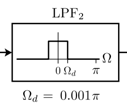 LPF₂
Ω
0 Ω_d π
Ω_d = 0.001π